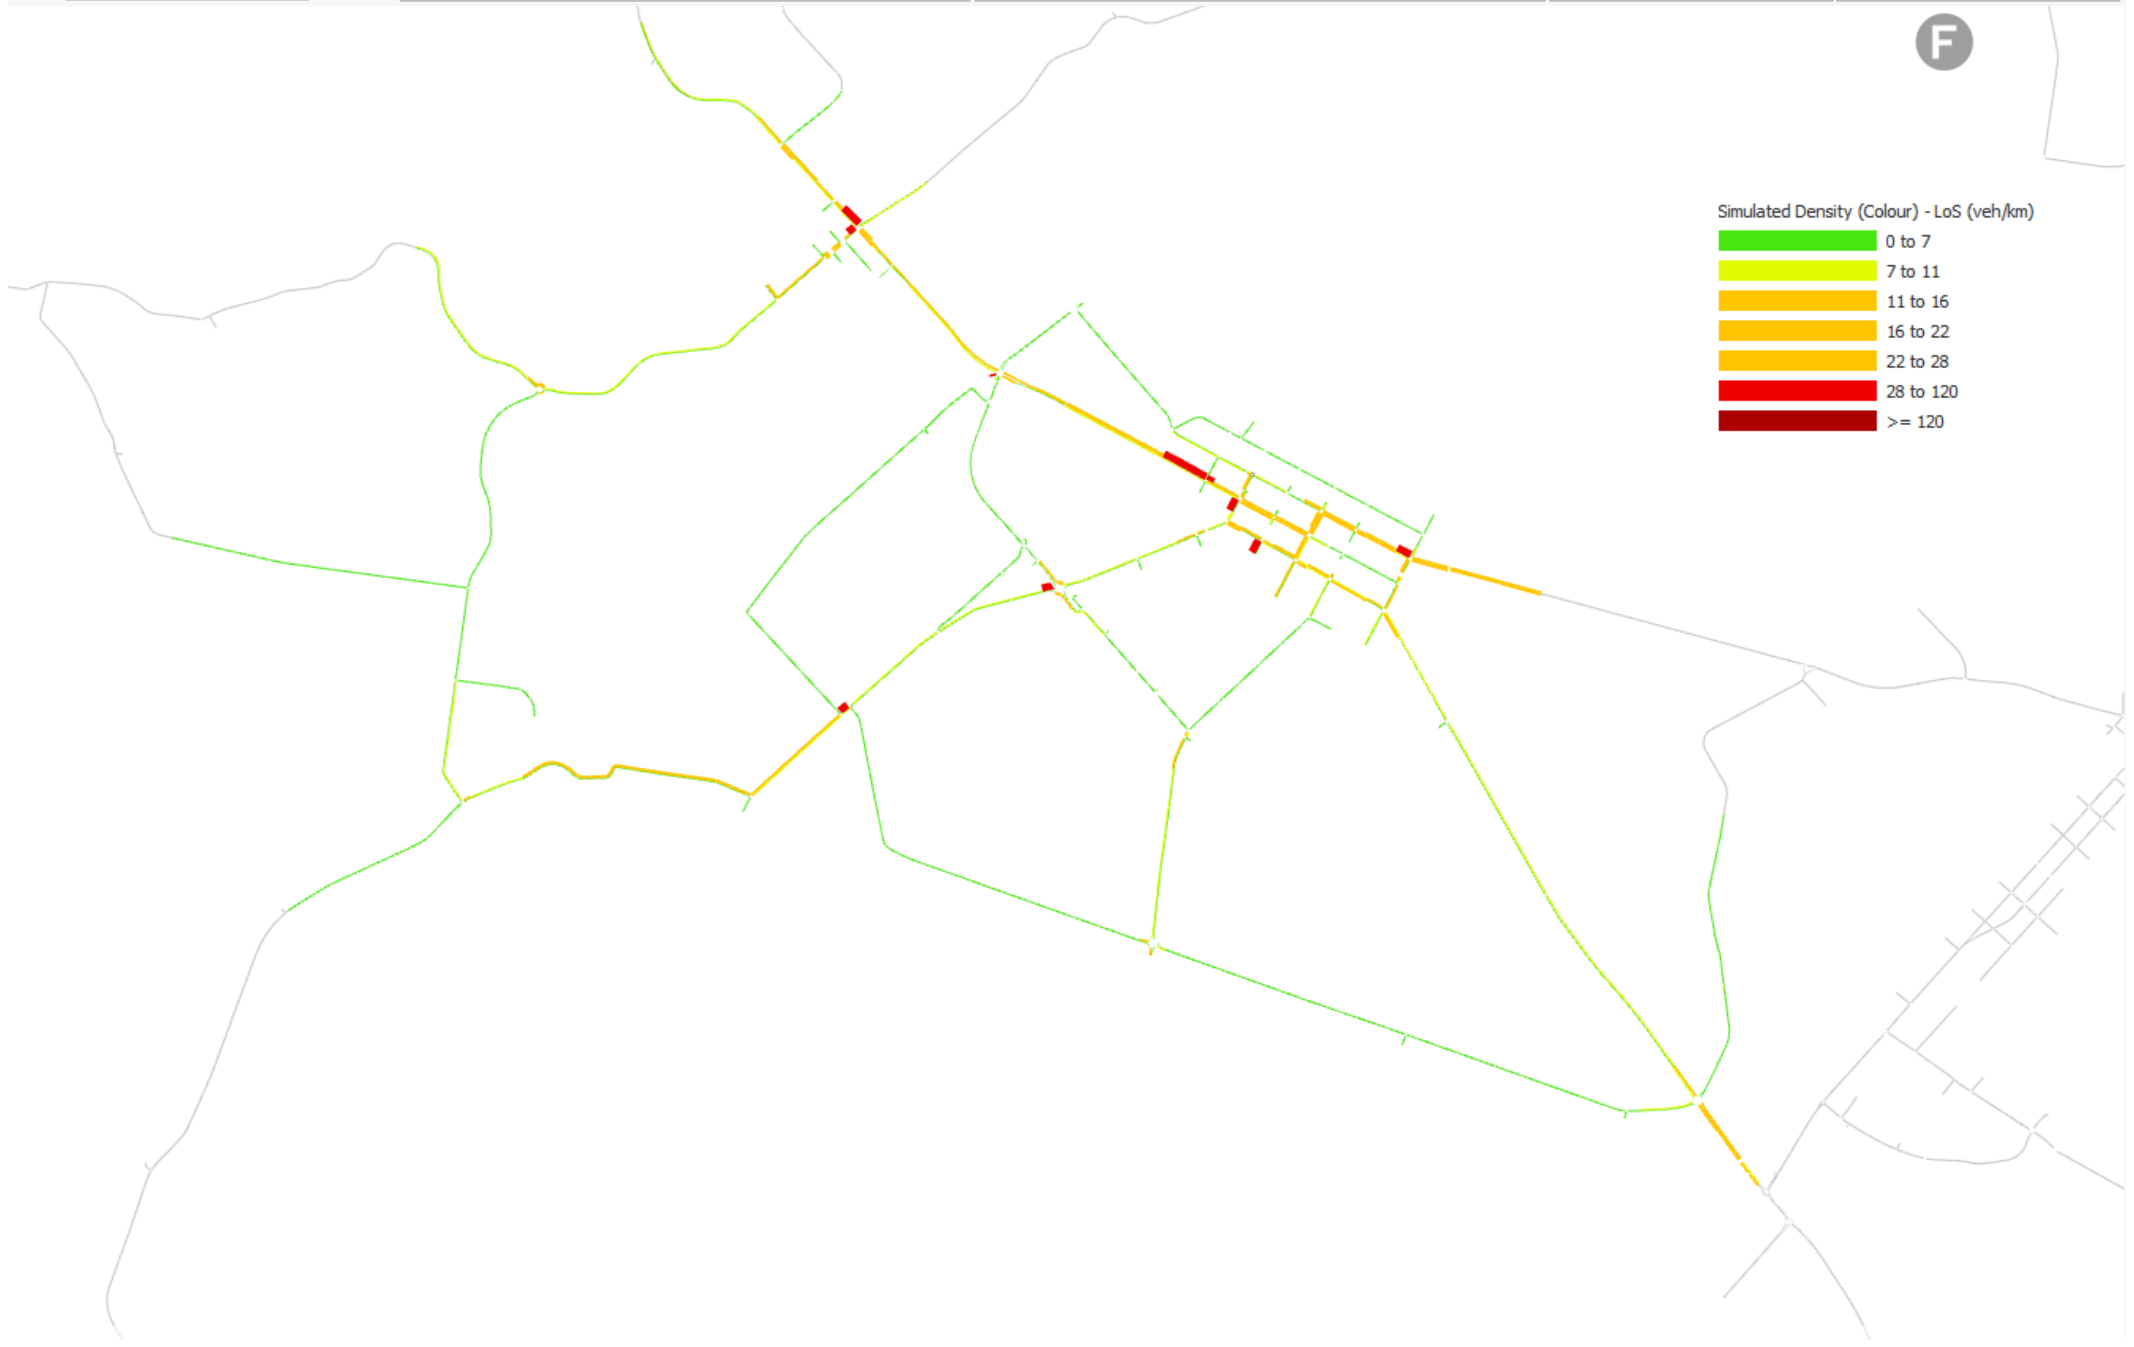 F
Simulated Density (Colour) - LoS (veh/km)
0 to 7
7 to 11
11 to 16
16 to 22
22 to 28
28 to 120
>= 120